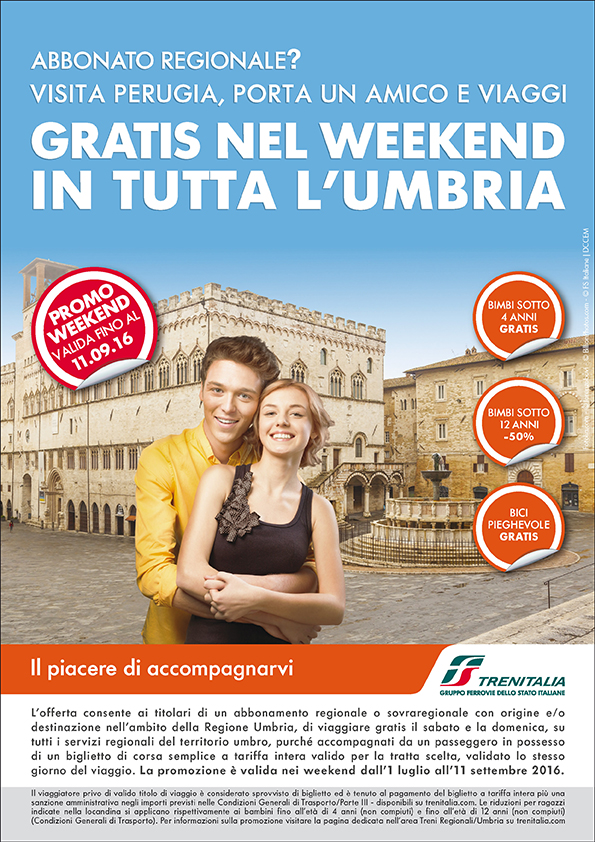 ABBONATO REGIONALE?
VISITA PERUGIA, PORTA UN AMICO E VIAGGI
GRATIS NEL WEEKEND
IN TUTTA L'UMBRIA
PROMO
WEEKEND
VALIDA FINO AL
11.09.16
BIMBI SOTTO
4 ANNI
GRATIS
BIMBI SOTTO
12 ANNI
-50%
BICI
PIEGHEVOLE
GRATIS
© FS Italiane | DCCEM
Il piacere di accompagnarvi
TRENITALIA
GRUPPO FERROVIE DELLO STATO ITALIANE
L'offerta consente ai titolari di un abbonamento regionale o sovraregionale con origine e/o
destinazione nell'ambito della Regione Umbria, di viaggiare gratis il sabato e la domenica, su
tutti i servizi regionali del territorio umbro, purché accompagnati da un passeggero in possesso
di un biglietto di corsa semplice a tariffa intera valido per la tratta scelta, validato lo stesso
giorno del viaggio. La promozione è valida nei weekend dall'1 luglio all'11 settembre 2016.
Il viaggiatore privo di valido titolo di viaggio è considerato sprovvisto di biglietto ed è tenuto al pagamento del biglietto a tariffa intera più una
sanzione amministrativa negli importi previsti nelle Condizioni Generali di Trasporto/Parte III - disponibili su trenitalia.com. Le riduzioni per ragazzi
indicate nella locandina si applicano rispettivamente ai bambini fino all'età di 4 anni (non compiuti) e fino all'età di 12 anni (non compiuti)
(Condizioni Generali di Trasporto). Per informazioni sulla promozione visitare la pagina dedicata nell'area Treni Regionali/Umbria su trenitalia.com